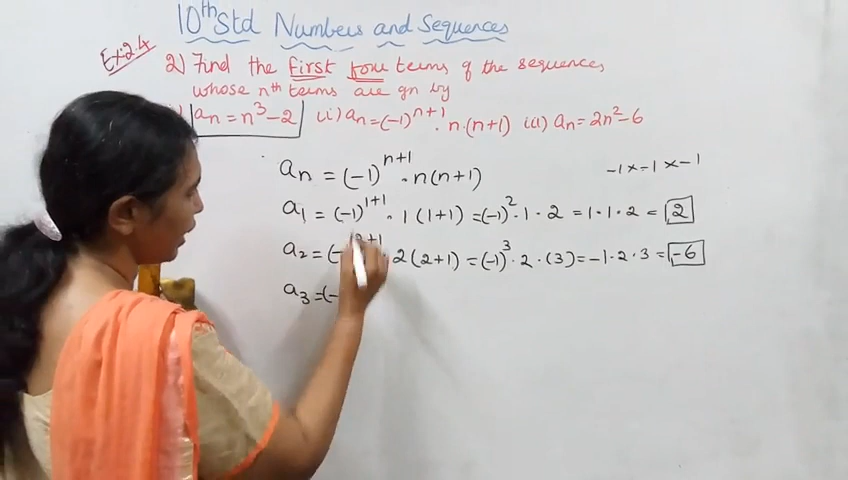 10th Std Numbers and Sequences
Ex:2.4
2) Find the first four terms of the sequences
whose nth terms are gn by
i) an = n³ - 2 ii) an = (-1)ⁿ⁺¹ . n.(n+1) iii) an = 2n² - 6
an = (-1)ⁿ⁺¹ . n(n+1) -1 × -1 × -1
a₁ = (-1)¹⁺¹ . 1 (1+1) = (-1)² . 1 . 2 = 1 . 1 . 2 = 2
a₂ = (- ²⁺¹ . 2 (2+1) = (-1)³ . 2 . (3) = -1 . 2 . 3 = -6
a₃ = (-